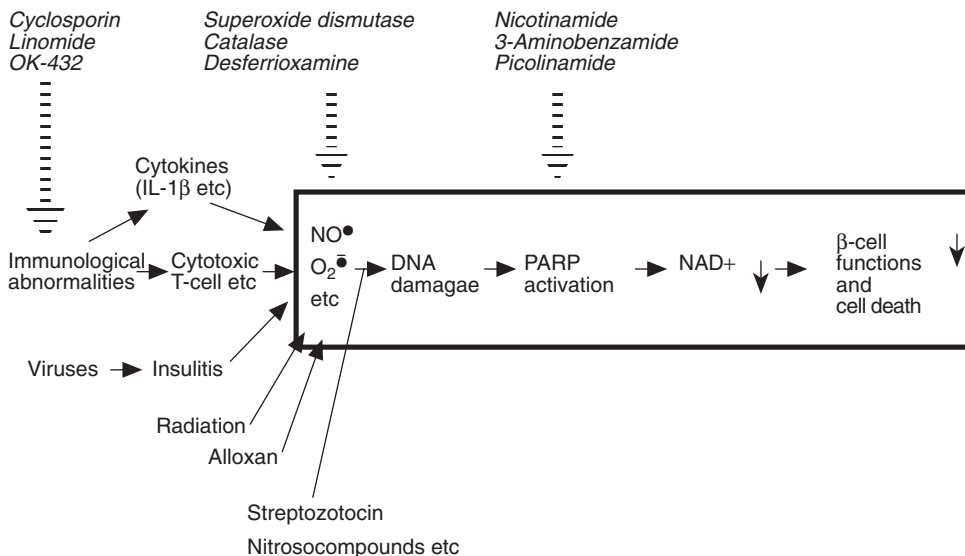 Cyclosporin
Linomide
OK-432
Superoxide dismutase
Catalase
Desferrioxamine
Nicotinamide
3-Aminobenzamide
Picolinamide
Cytokines
(IL-1β etc)
Immunological
abnormalities
Cytotoxic
T-cell etc
NO●
O₂●̄
etc
DNA
damagae
PARP
activation
NAD+
β-cell
functions
and
cell death
Viruses
Insulitis
Radiation
Alloxan
Streptozotocin
Nitrosocompounds etc